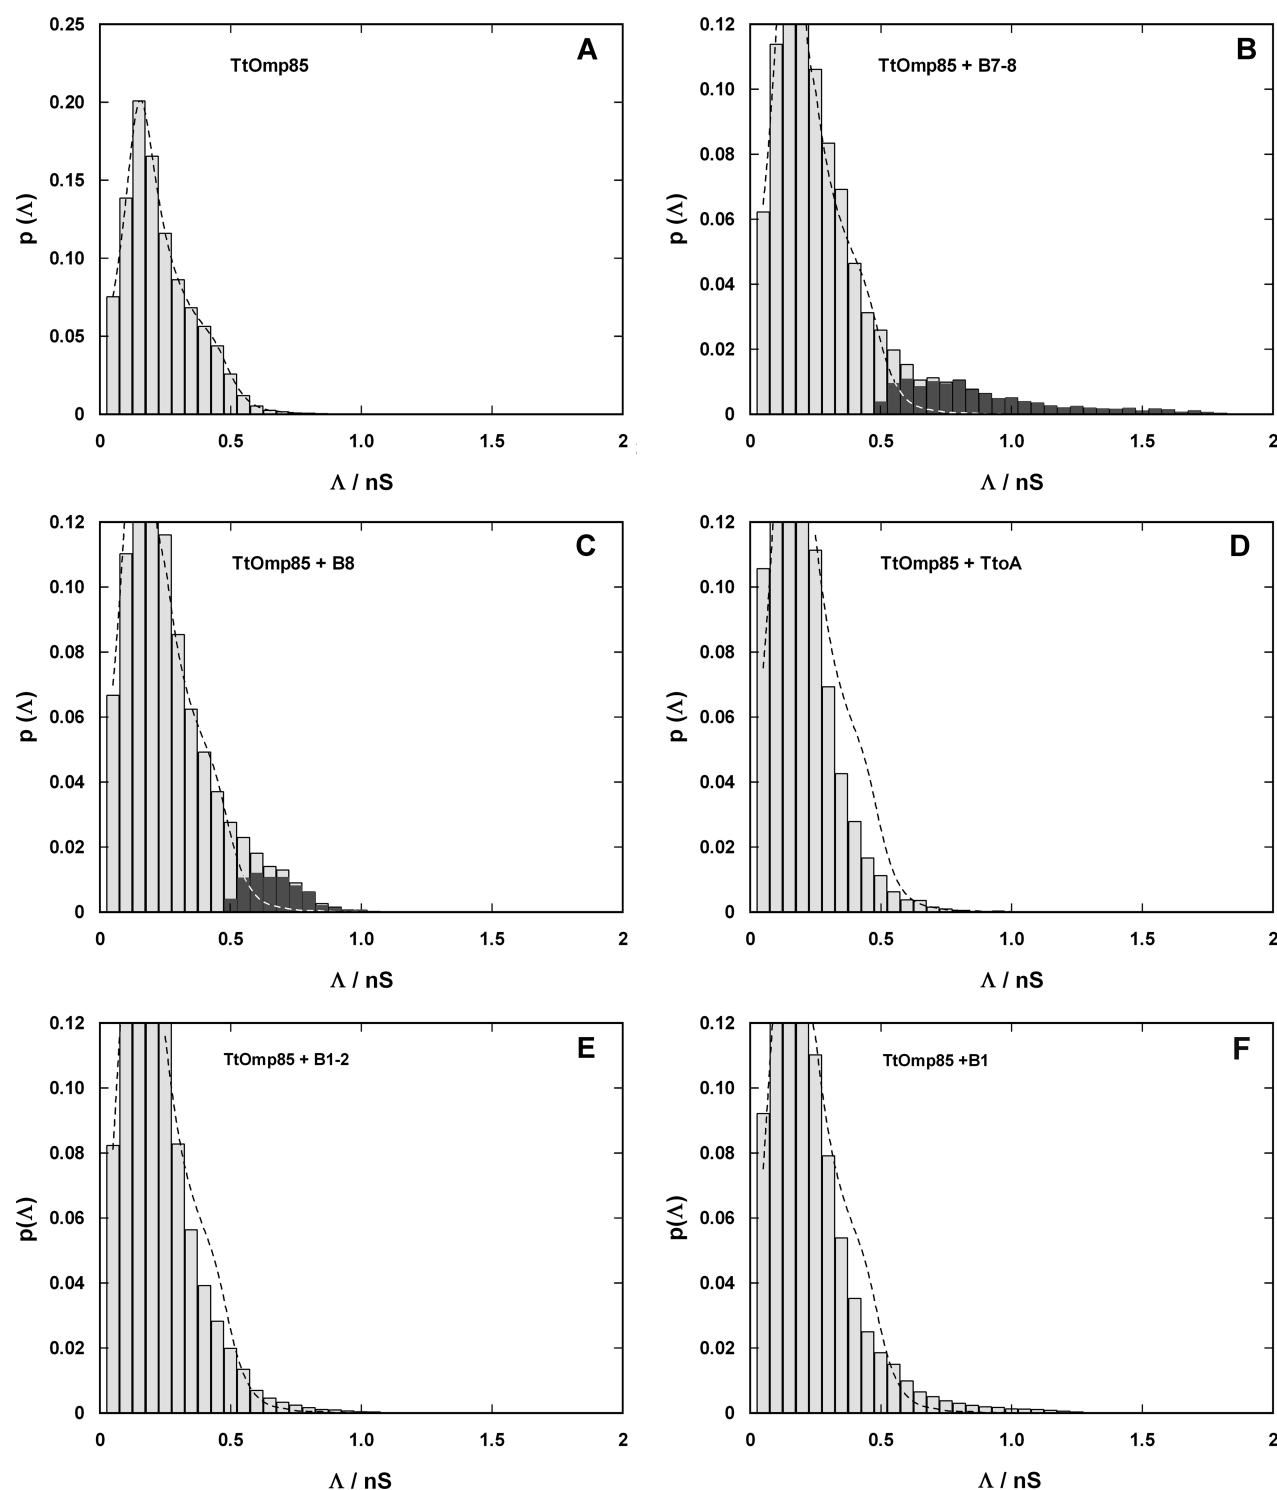 A
TtOmp85
p (Λ)
0.25
0.20
0.15
0.10
0.05
0
0 0.5 1.0 1.5 2
Λ / nS
B
TtOmp85 + B7-8
p (Λ)
0.12
0.10
0.08
0.06
0.04
0.02
0
0 0.5 1.0 1.5 2
Λ / nS
C
TtOmp85 + B8
p (Λ)
0.12
0.10
0.08
0.06
0.04
0.02
0
0 0.5 1.0 1.5 2
Λ / nS
D
TtOmp85 + TtoA
p (Λ)
0.12
0.10
0.08
0.06
0.04
0.02
0
0 0.5 1.0 1.5 2
Λ / nS
E
TtOmp85 + B1-2
p(Λ)
0.12
0.10
0.08
0.06
0.04
0.02
0
0 0.5 1.0 1.5 2
Λ / nS
F
TtOmp85 +B1
p(Λ)
0.12
0.10
0.08
0.06
0.04
0.02
0
0 0.5 1.0 1.5 2
Λ / nS